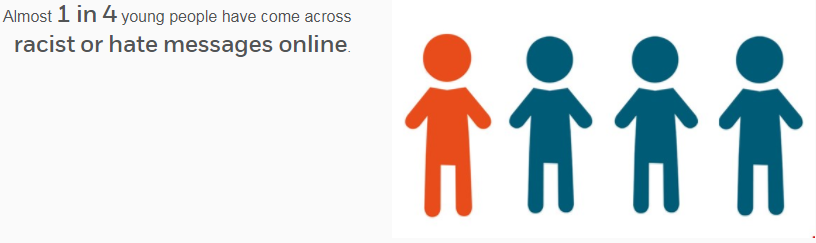 Almost 1 in 4 young people have come across
racist or hate messages online.